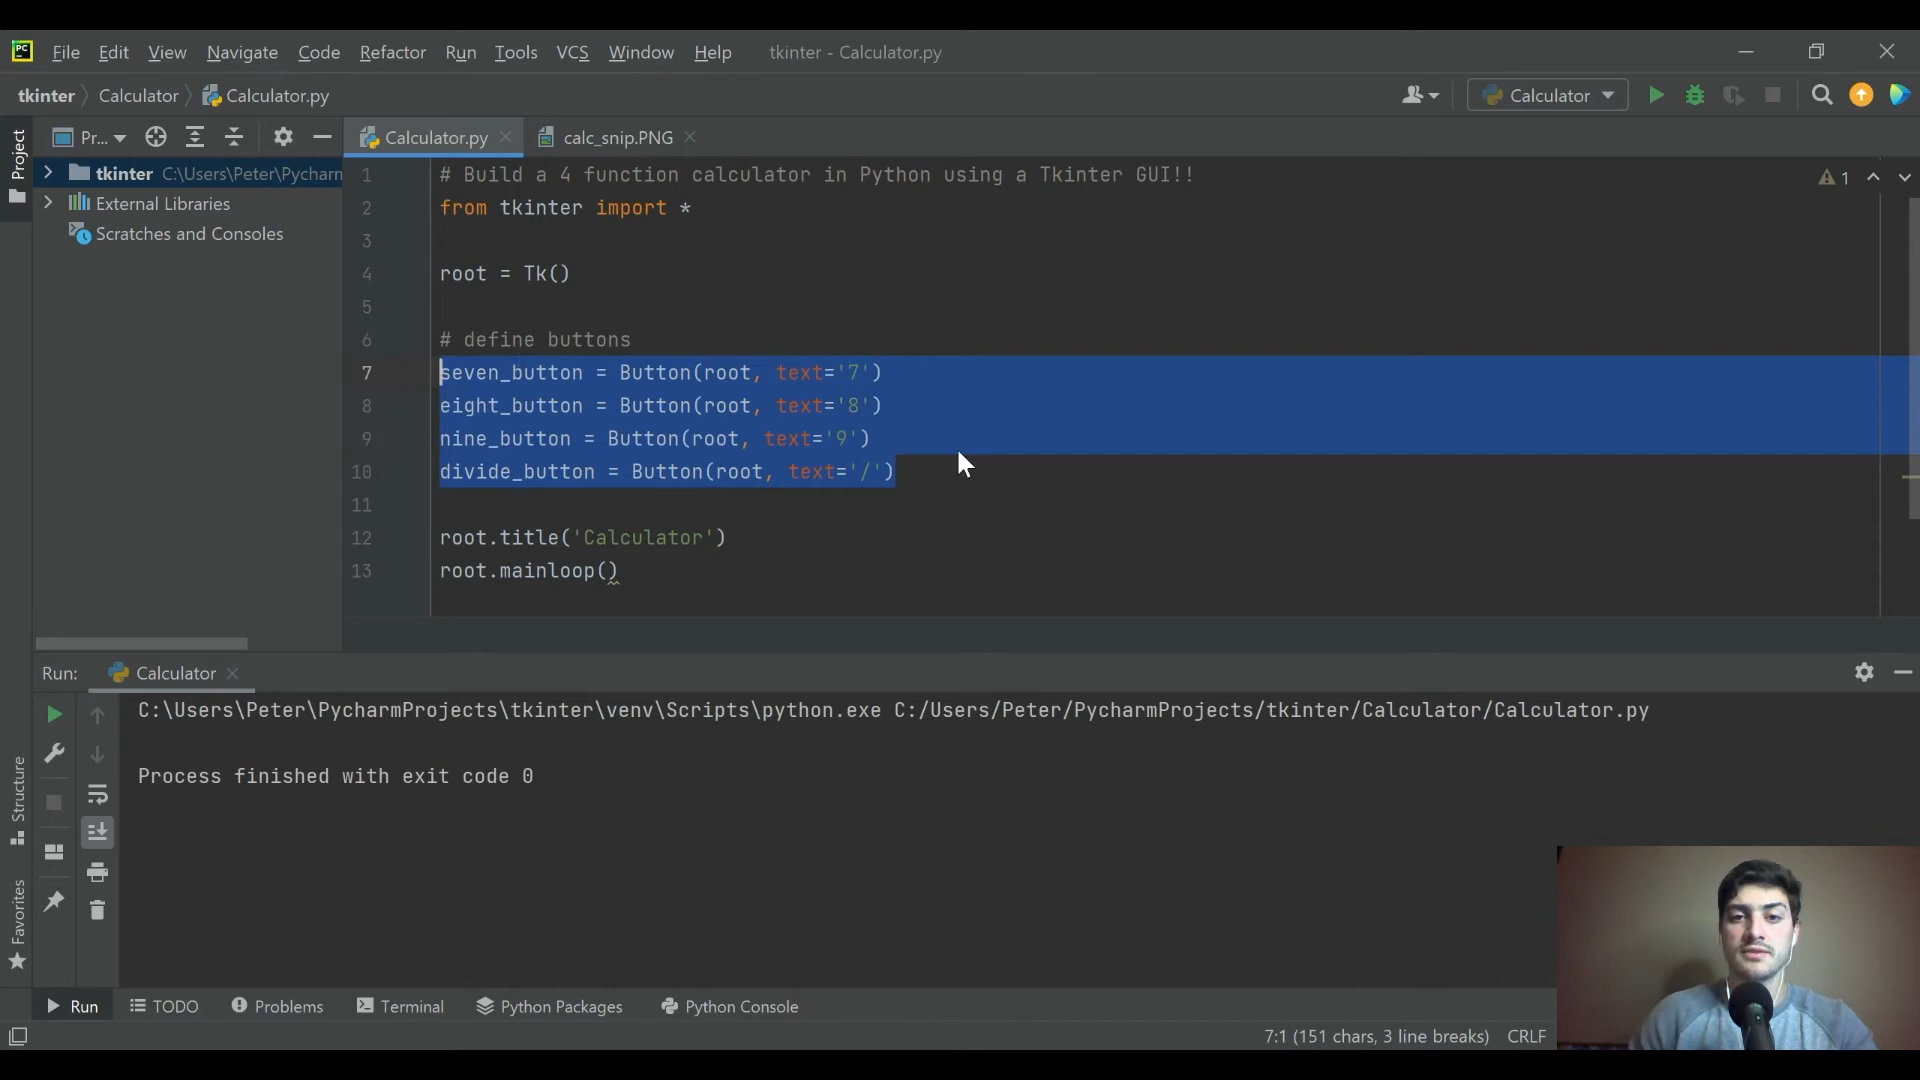 PC File Edit View Navigate Code Refactor Run Tools VCS Window Help tkinter - Calculator.py
tkinter Calculator Calculator.py Calculator
Project Pr... Calculator.py calc_snip.PNG
tkinter C:\Users\Peter\Pycharm
External Libraries
Scratches and Consoles
1 # Build a 4 function calculator in Python using a Tkinter GUI!! 1
2 from tkinter import *
3
4 root = Tk()
5
6 # define buttons
7 seven_button = Button(root, text='7')
8 eight_button = Button(root, text='8')
9 nine_button = Button(root, text='9')
10 divide_button = Button(root, text='/')
11
12 root.title('Calculator')
13 root.mainloop()
Run: Calculator
C:\Users\Peter\PycharmProjects\tkinter\venv\Scripts\python.exe C:/Users/Peter/PycharmProjects/tkinter/Calculator/Calculator.py
Process finished with exit code 0
Structure
Favorites
Run TODO Problems Terminal Python Packages Python Console
7:1 (151 chars, 3 line breaks) CRLF